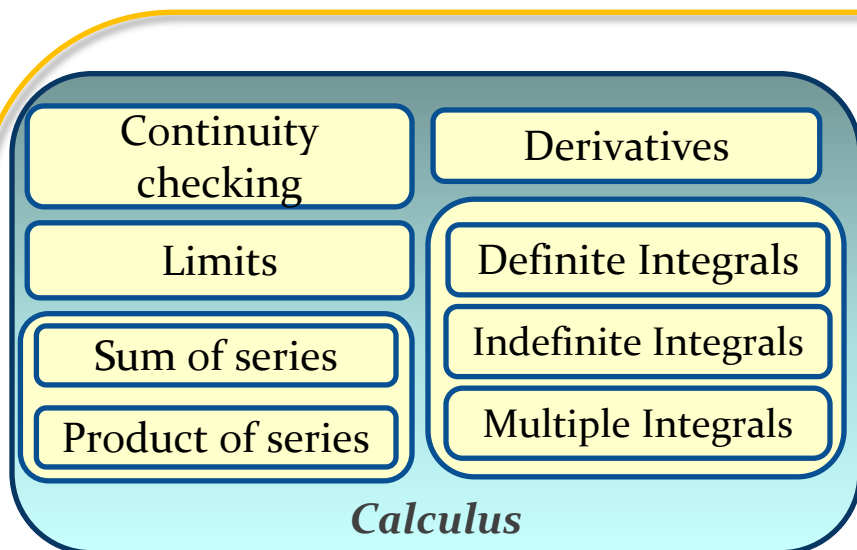 Continuity
checking
Limits
Sum of series
Product of series
Derivatives
Definite Integrals
Indefinite Integrals
Multiple Integrals
Calculus